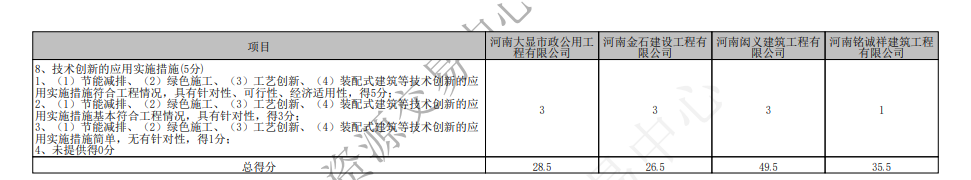 项目
河南大显市政公用工
程有限公司
河南金石建设工程有
限公司
河南闳义建筑工程有
限公司
河南铭诚祥建筑工程
有限公司
8、技术创新的应用实施措施(5分)
1、（1）节能减排、（2）绿色施工、（3）工艺创新、（4）装配式建筑等技术创新的应
用实施措施符合工程情况，具有针对性、可行性、经济适用性，得5分；
2、（1）节能减排、（2）绿色施工、（3）工艺创新、（4）装配式建筑等技术创新的应
用实施措施基本符合工程情况，具有针对性，得3分；
3、（1）节能减排、（2）绿色施工、（3）工艺创新、（4）装配式建筑等技术创新的应
用实施措施简单，无有针对性，得1分；
4、未提供得0分
3
3
3
1
总得分
28.5
26.5
49.5
35.5
资源交易中心
中心